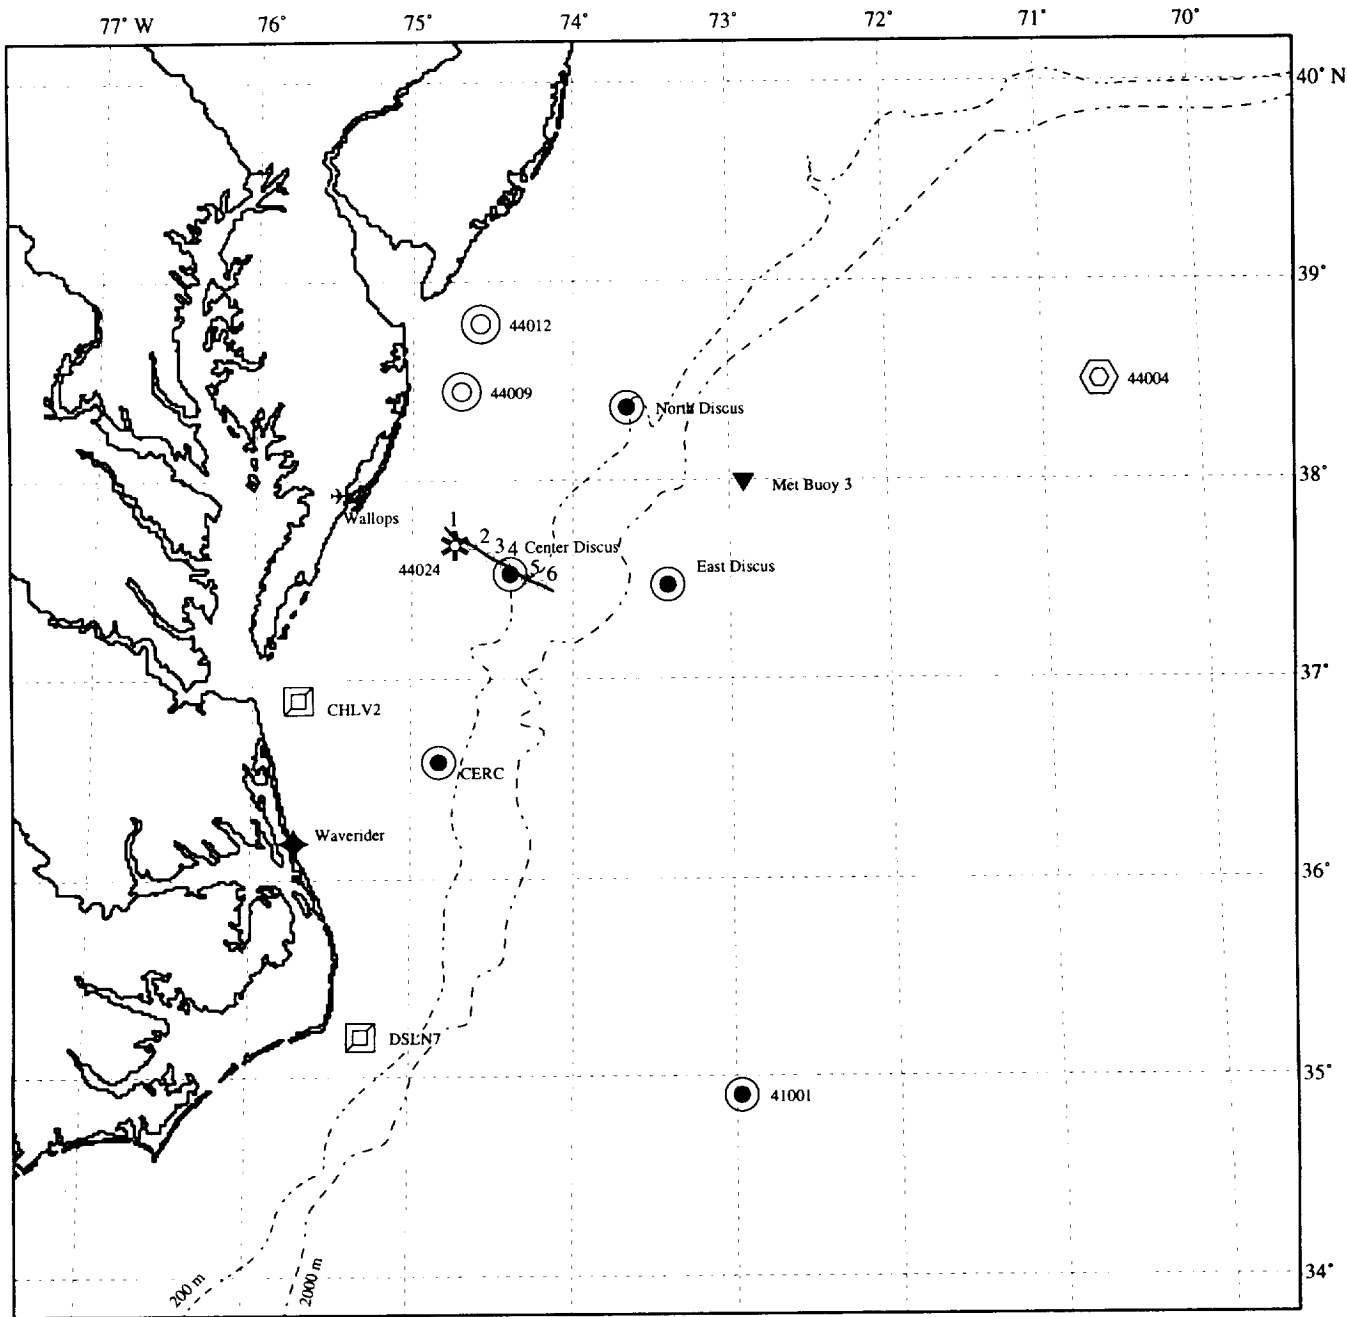 77° W 76° 75° 74° 73° 72° 71° 70°
40° N
39°
44012
44004
44009
North Discus
38°
Met Buoy 3
Wallops
1
2 3 4 Center Discus
44024
5 6
East Discus
37°
CHLV2
CERC
Waverider
36°
DSLN7
35°
41001
34°
200 m
2000 m